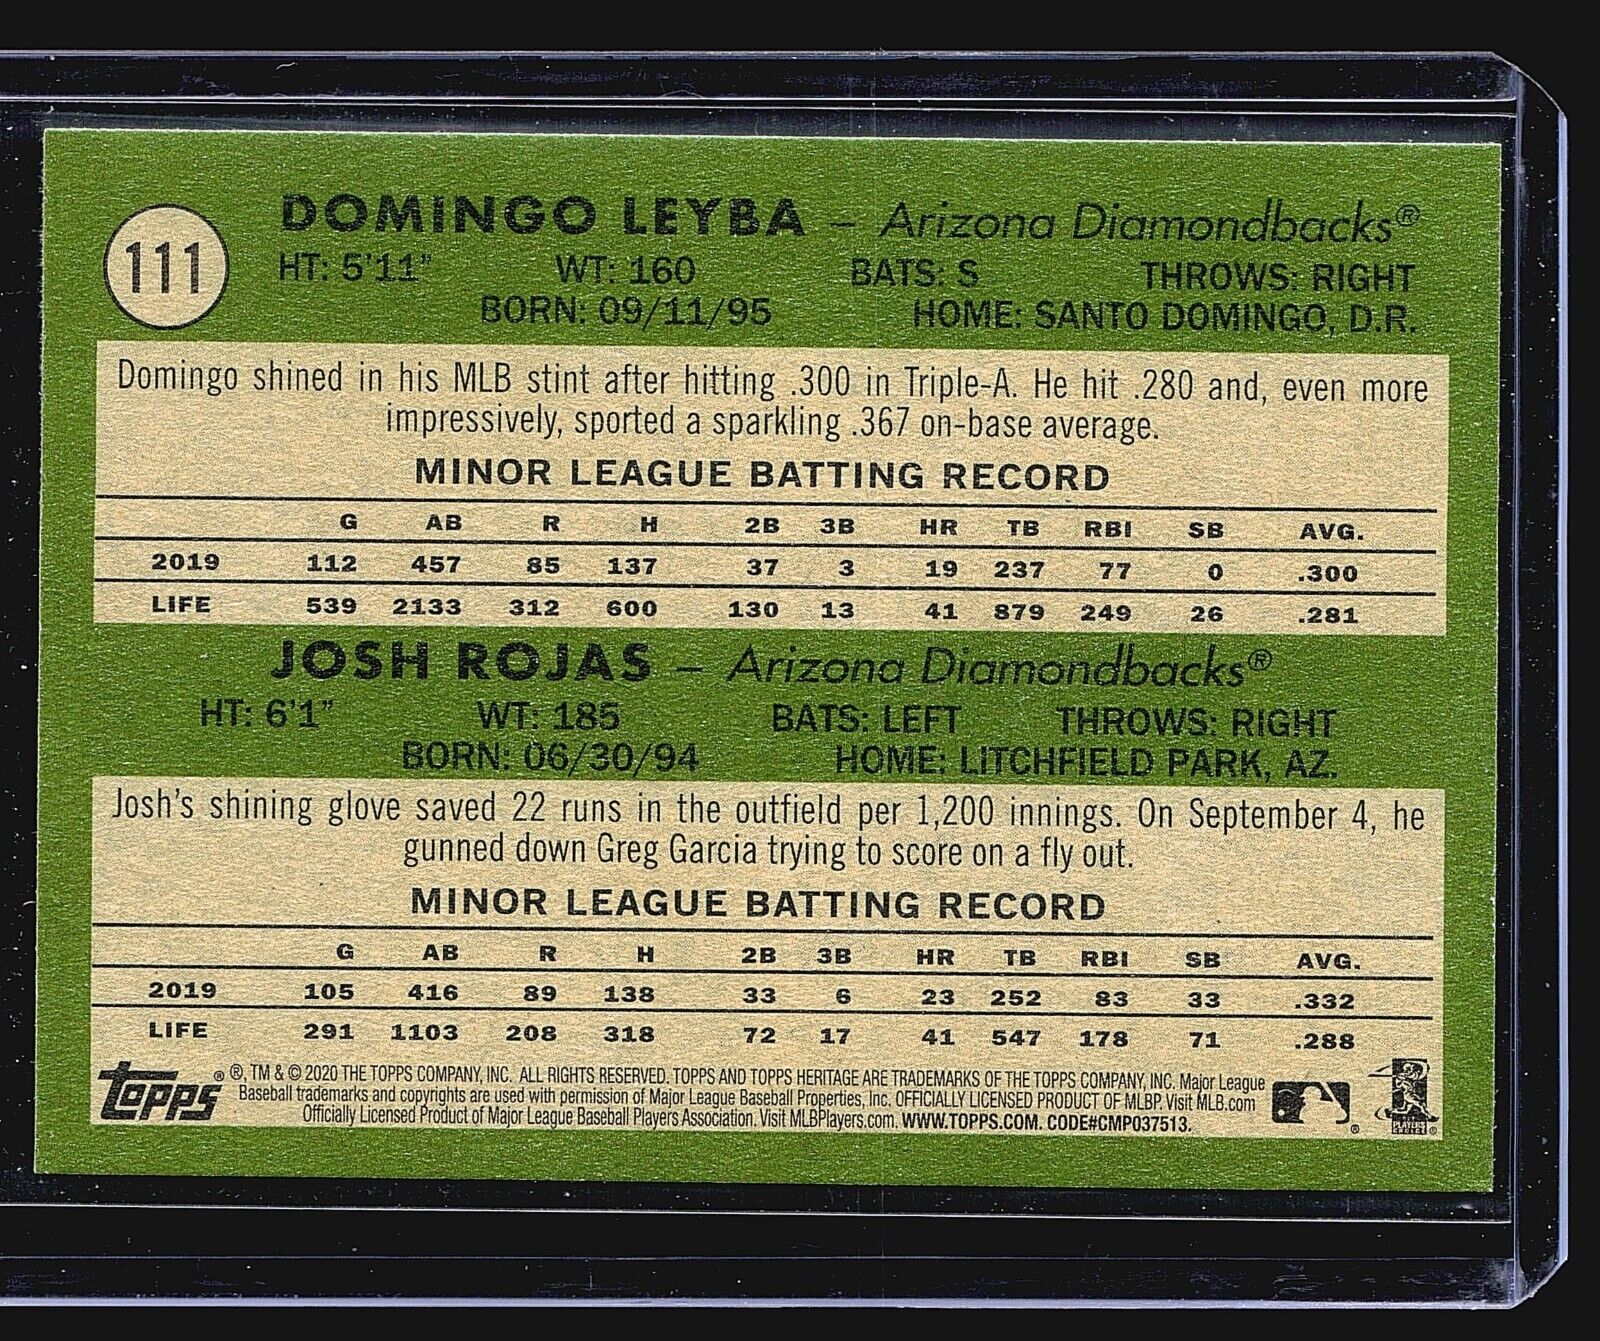 111
DOMINGO LEYBA – Arizona Diamondbacks®
HT: 5'11" WT: 160 BATS: S THROWS: RIGHT
BORN: 09/11/95 HOME: SANTO DOMINGO, D.R.
Domingo shined in his MLB stint after hitting .300 in Triple-A. He hit .280 and, even more
impressively, sported a sparkling .367 on-base average.
MINOR LEAGUE BATTING RECORD
G AB R H 2B 3B HR TB RBI SB AVG.
2019 112 457 85 137 37 3 19 237 77 0 .300
LIFE 539 2133 312 600 130 13 41 879 249 26 .281
JOSH ROJAS – Arizona Diamondbacks®
HT: 6'1" WT: 185 BATS: LEFT THROWS: RIGHT
BORN: 06/30/94 HOME: LITCHFIELD PARK, AZ.
Josh's shining glove saved 22 runs in the outfield per 1,200 innings. On September 4, he
gunned down Greg Garcia trying to score on a fly out.
MINOR LEAGUE BATTING RECORD
G AB R H 2B 3B HR TB RBI SB AVG.
2019 105 416 89 138 33 6 23 252 83 33 .332
LIFE 291 1103 208 318 72 17 41 547 178 71 .288
topps® ®, TM & © 2020 THE TOPPS COMPANY, INC. ALL RIGHTS RESERVED. TOPPS AND TOPPS HERITAGE ARE TRADEMARKS OF THE TOPPS COMPANY, INC. Major League
Baseball trademarks and copyrights are used with permission of Major League Baseball Properties, Inc. OFFICIALLY LICENSED PRODUCT OF MLBP. Visit MLB.com
Officially Licensed Product of Major League Baseball Players Association. Visit MLBPlayers.com. WWW.TOPPS.COM. CODE#CMP037513.
PLAYERS
CHOICE®